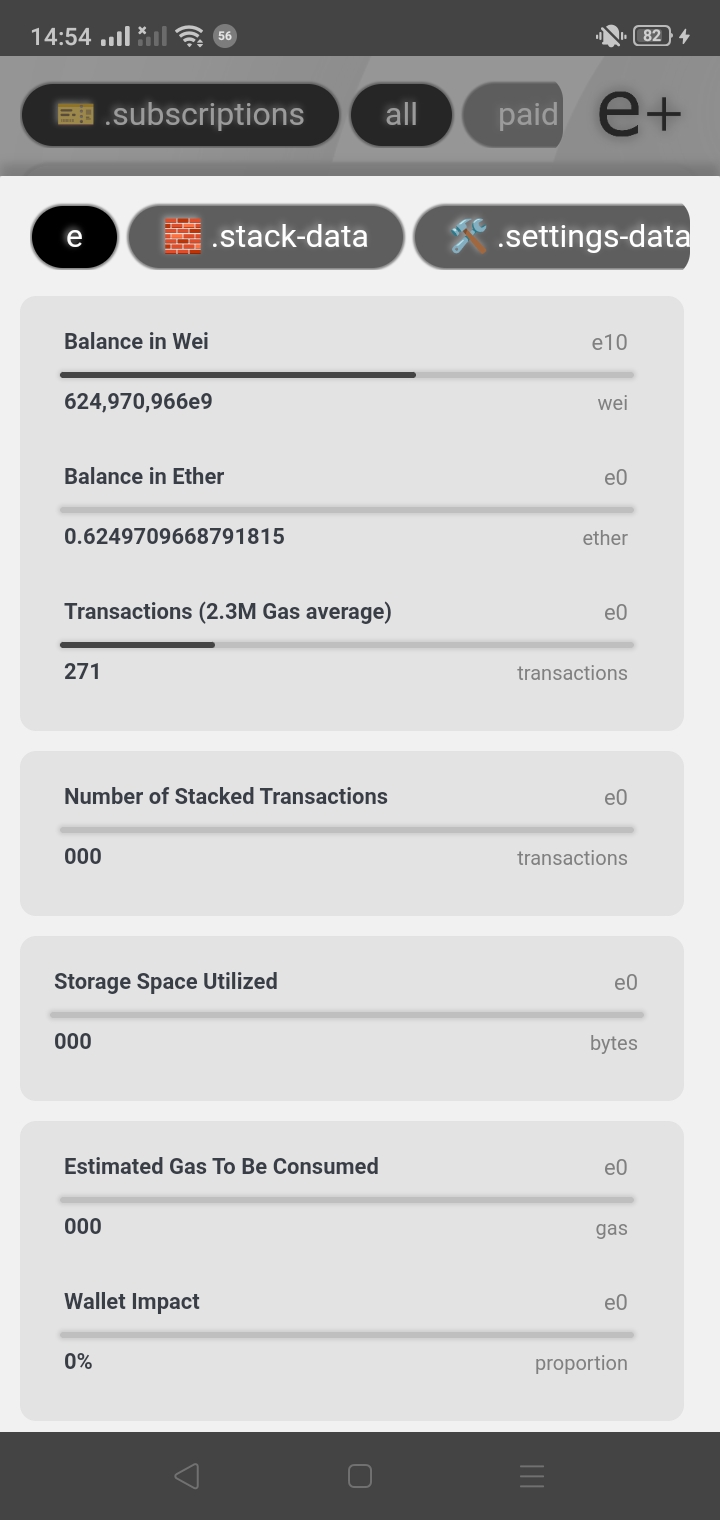 14:54 56 82
.subscriptions all paid e+
e .stack-data .settings-data
Balance in Wei e10
624,970,966e9 wei
Balance in Ether e0
0.6249709668791815 ether
Transactions (2.3M Gas average) e0
271 transactions
Number of Stacked Transactions e0
000 transactions
Storage Space Utilized e0
000 bytes
Estimated Gas To Be Consumed e0
000 gas
Wallet Impact e0
0% proportion